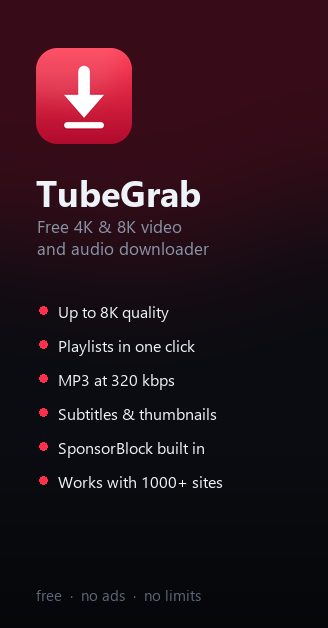 TubeGrab
Free 4K & 8K video
and audio downloader
Up to 8K quality
Playlists in one click
MP3 at 320 kbps
Subtitles & thumbnails
SponsorBlock built in
Works with 1000+ sites
free · no ads · no limits